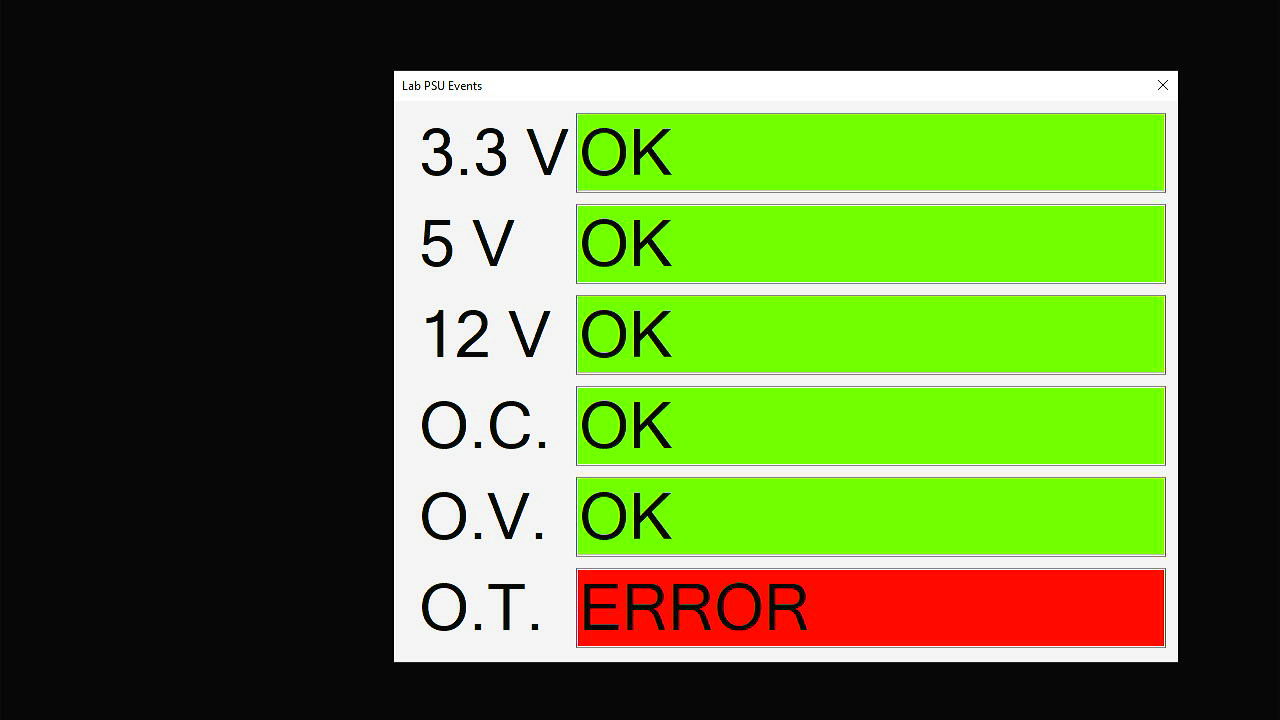 Lab PSU Events
3.3 V OK
5 V OK
12 V OK
O.C. OK
O.V. OK
O.T. ERROR